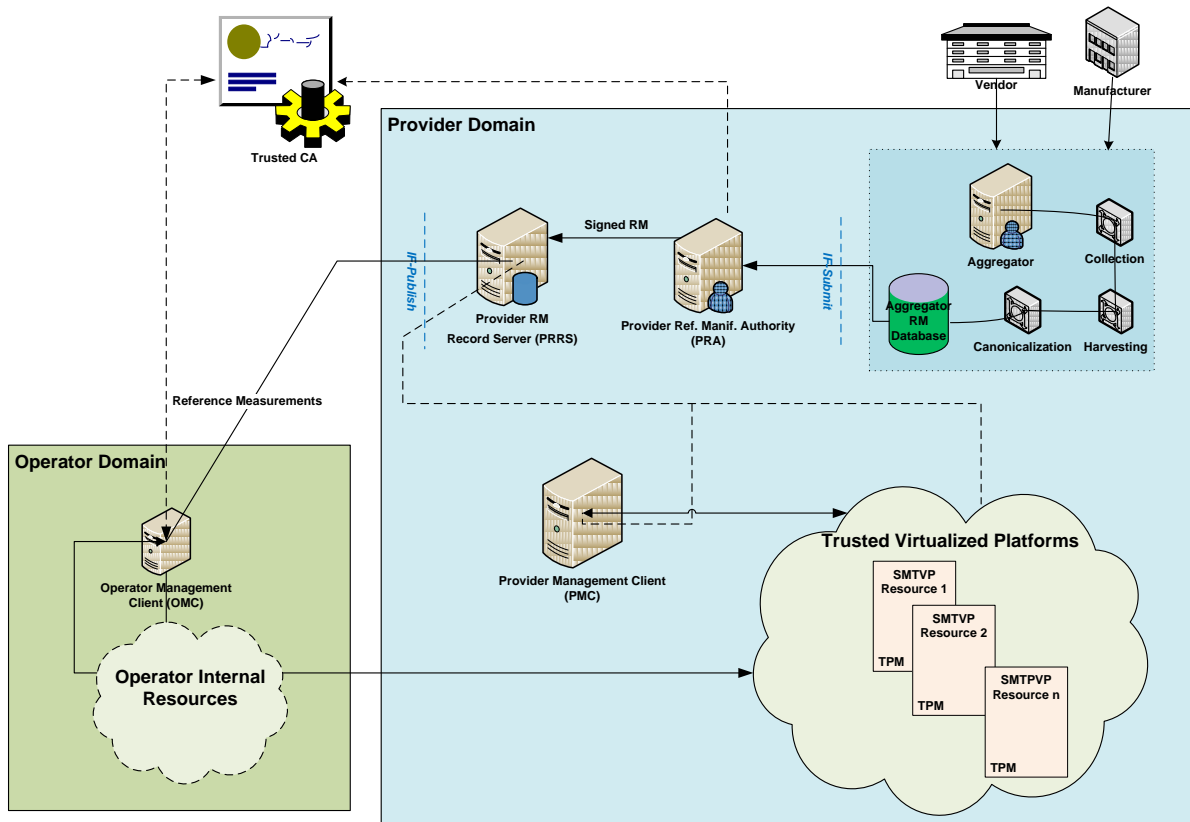 Vendor
Manufacturer
Trusted CA
Provider Domain
Signed RM
IF-Publish
IF-Submit
Aggregator
Collection
Provider RM
Record Server (PRRS)
Provider Ref. Manif. Authority
(PRA)
Aggregator
RM
Database
Canonicalization
Harvesting
Reference Measurements
Operator Domain
Operator Management
Client (OMC)
Operator Internal
Resources
Provider Management Client
(PMC)
Trusted Virtualized Platforms
SMTVP
Resource 1
TPM
SMTVP
Resource 2
TPM
SMTPVP
Resource n
TPM